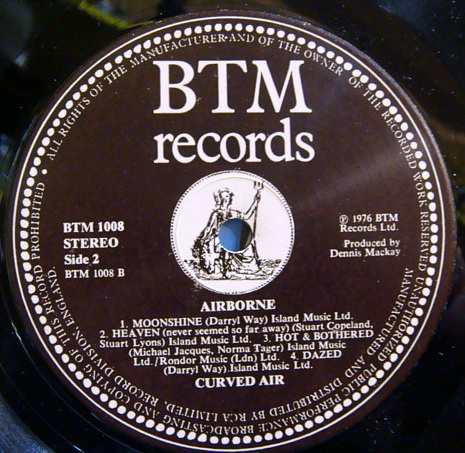 ALL RIGHTS OF THE MANUFACTURER AND OF THE OWNER OF THE RECORDED WORK RESERVED UNAUTHORIZED PUBLIC PERFORMANCE BROADCASTING AND COPYING OF THIS RECORD PROHIBITED •
MANUFACTURED AND DISTRIBUTED BY RCA LIMITED, RECORD DIVISION, ENGLAND.
BTM
records
BTM 1008
STEREO
Side 2
BTM 1008 B
℗ 1976 BTM
Records Ltd.
Produced by
Dennis Mackay
AIRBORNE
1. MOONSHINE (Darryl Way) Island Music Ltd.
2. HEAVEN (never seemed so far away) (Stuart Copeland,
Stuart Lyons) Island Music Ltd. 3. HOT & BOTHERED
(Michael Jacques, Norma Tager) Island Music
Ltd./Rondor Music (Ldn) Ltd. 4. DAZED
(Darryl Way) Island Music Ltd.
CURVED AIR